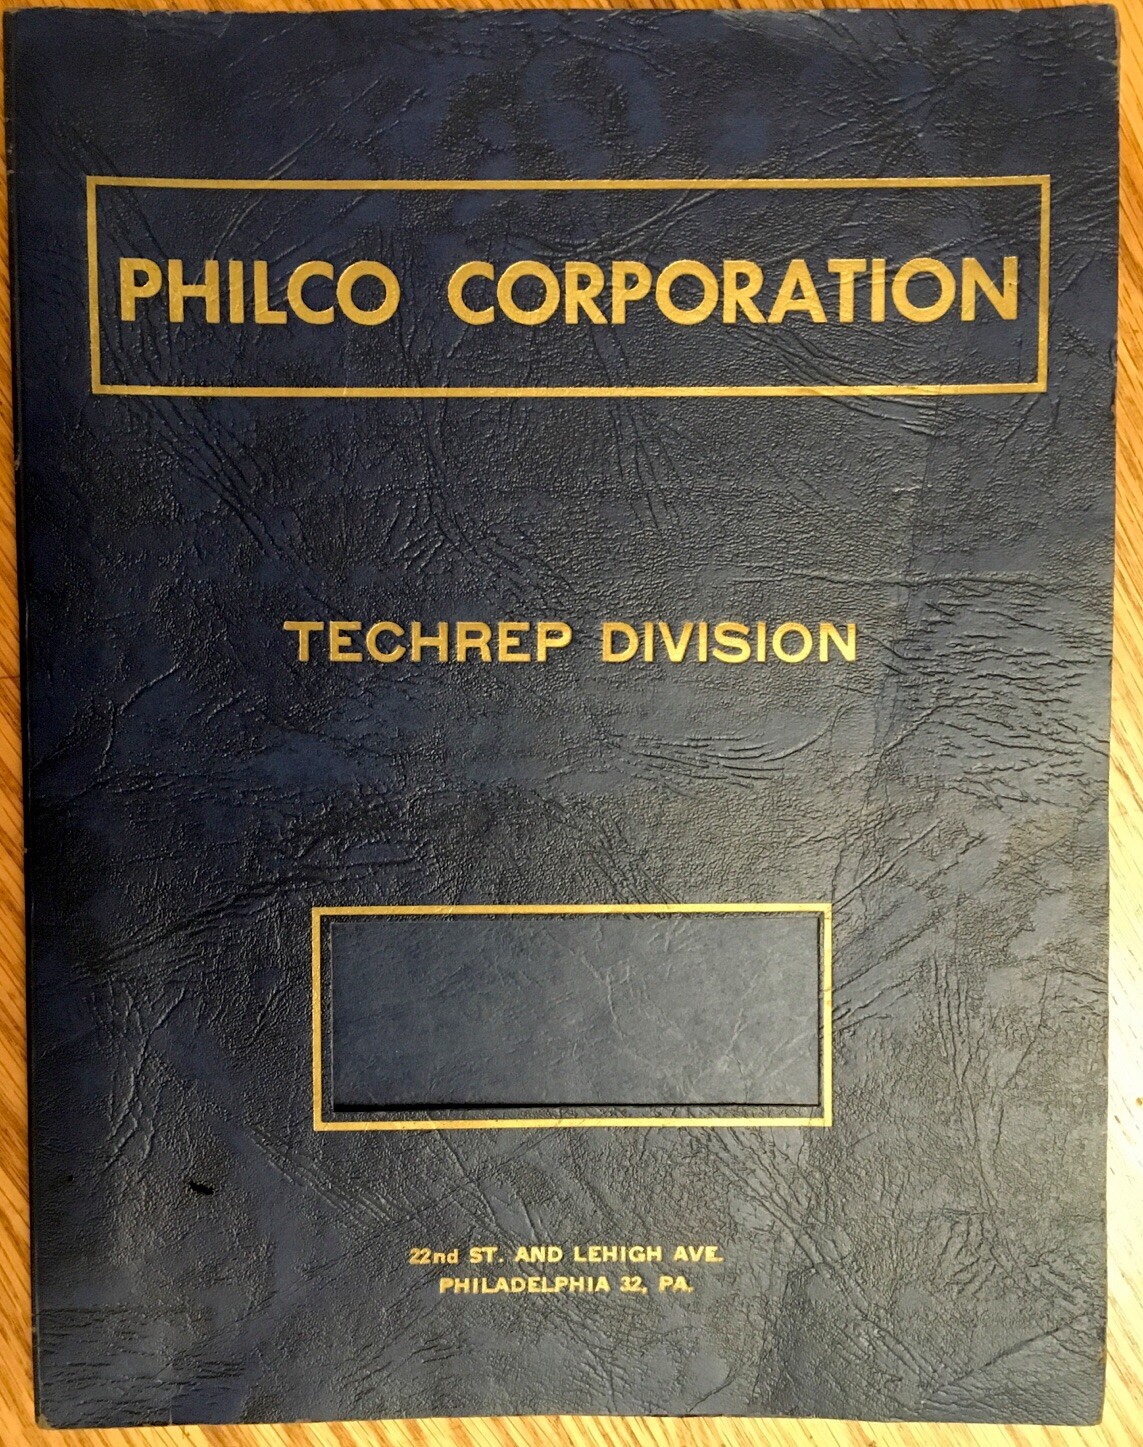 PHILCO CORPORATION
TECHREP DIVISION
22nd ST. AND LEHIGH AVE.
PHILADELPHIA 32, PA.